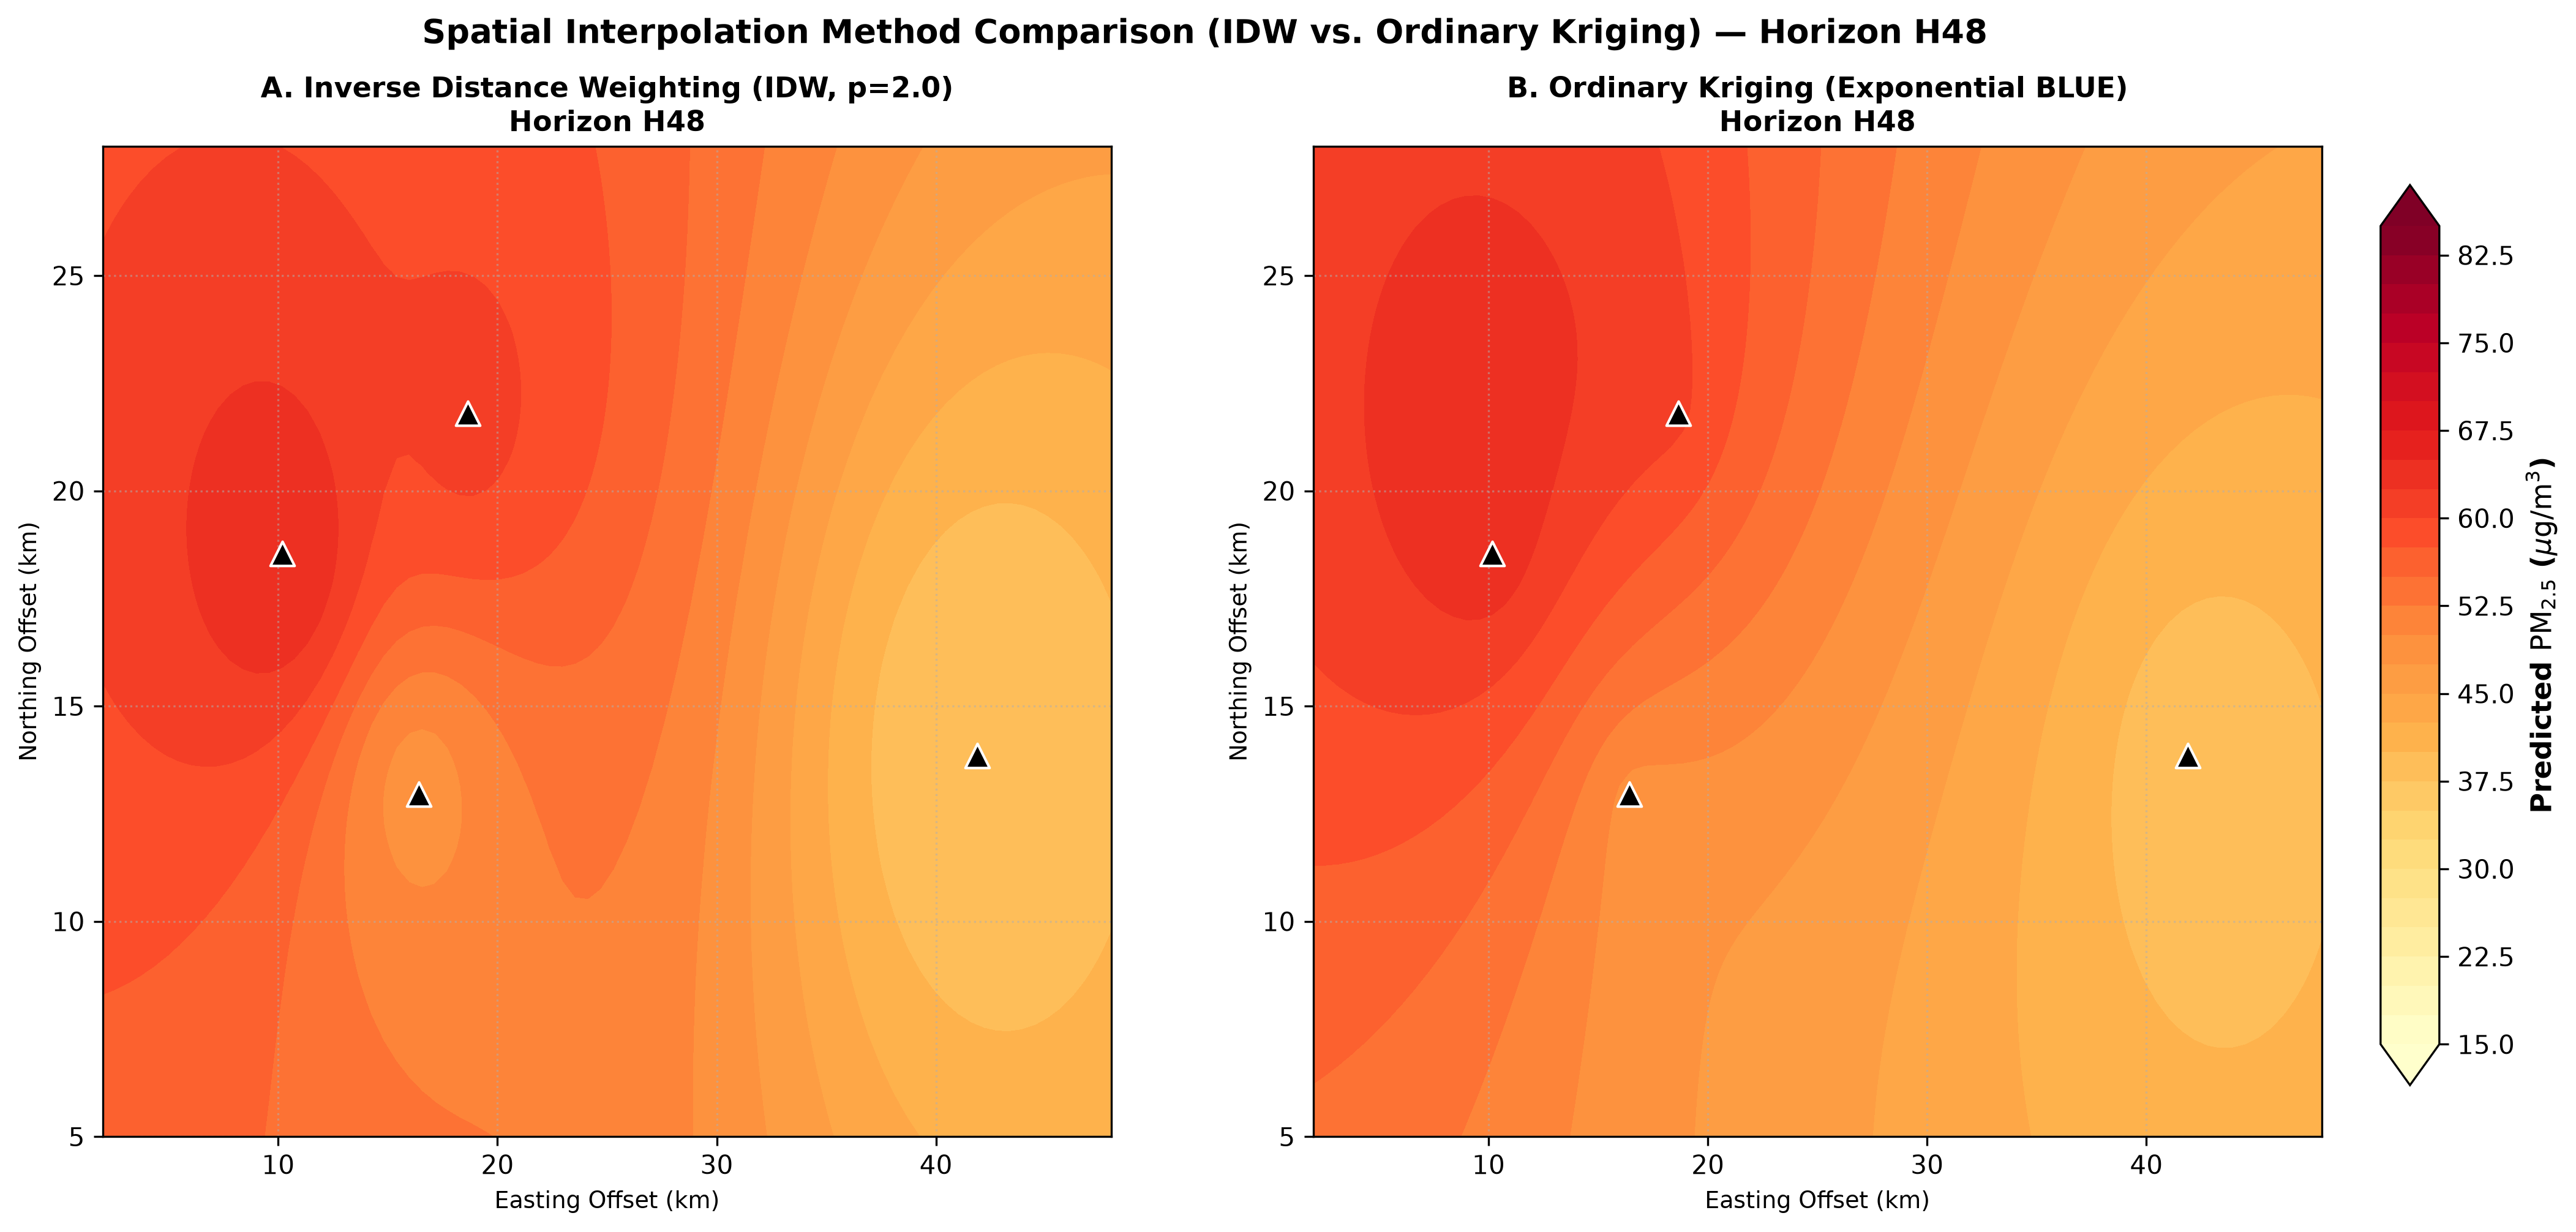 Spatial Interpolation Method Comparison (IDW vs. Ordinary Kriging) — Horizon H48
A. Inverse Distance Weighting (IDW, p=2.0)
Horizon H48
25
20
15
10
5
10
20
30
40
Northing Offset (km)
Easting Offset (km)
B. Ordinary Kriging (Exponential BLUE)
Horizon H48
25
20
15
10
5
10
20
30
40
Northing Offset (km)
Easting Offset (km)
82.5
75.0
67.5
60.0
52.5
45.0
37.5
30.0
22.5
15.0
Predicted PM₂.₅ (μg/m³)